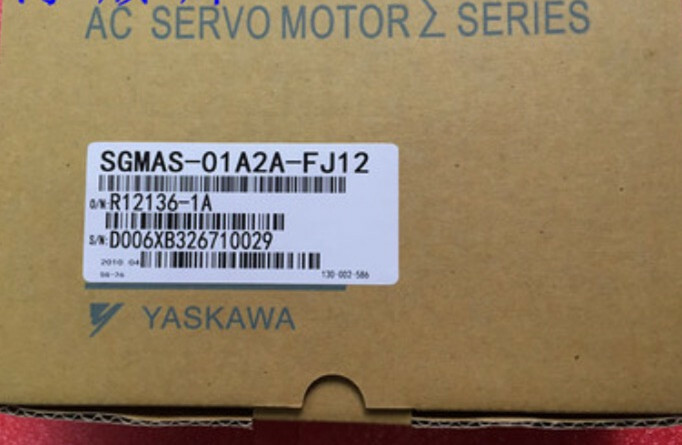 AC SERVO MOTOR Σ SERIES
SGMAS-01A2A-FJ12
O/N:R12136-1A
S/N:D006XB326710029
2010 04
130-002-586
YASKAWA